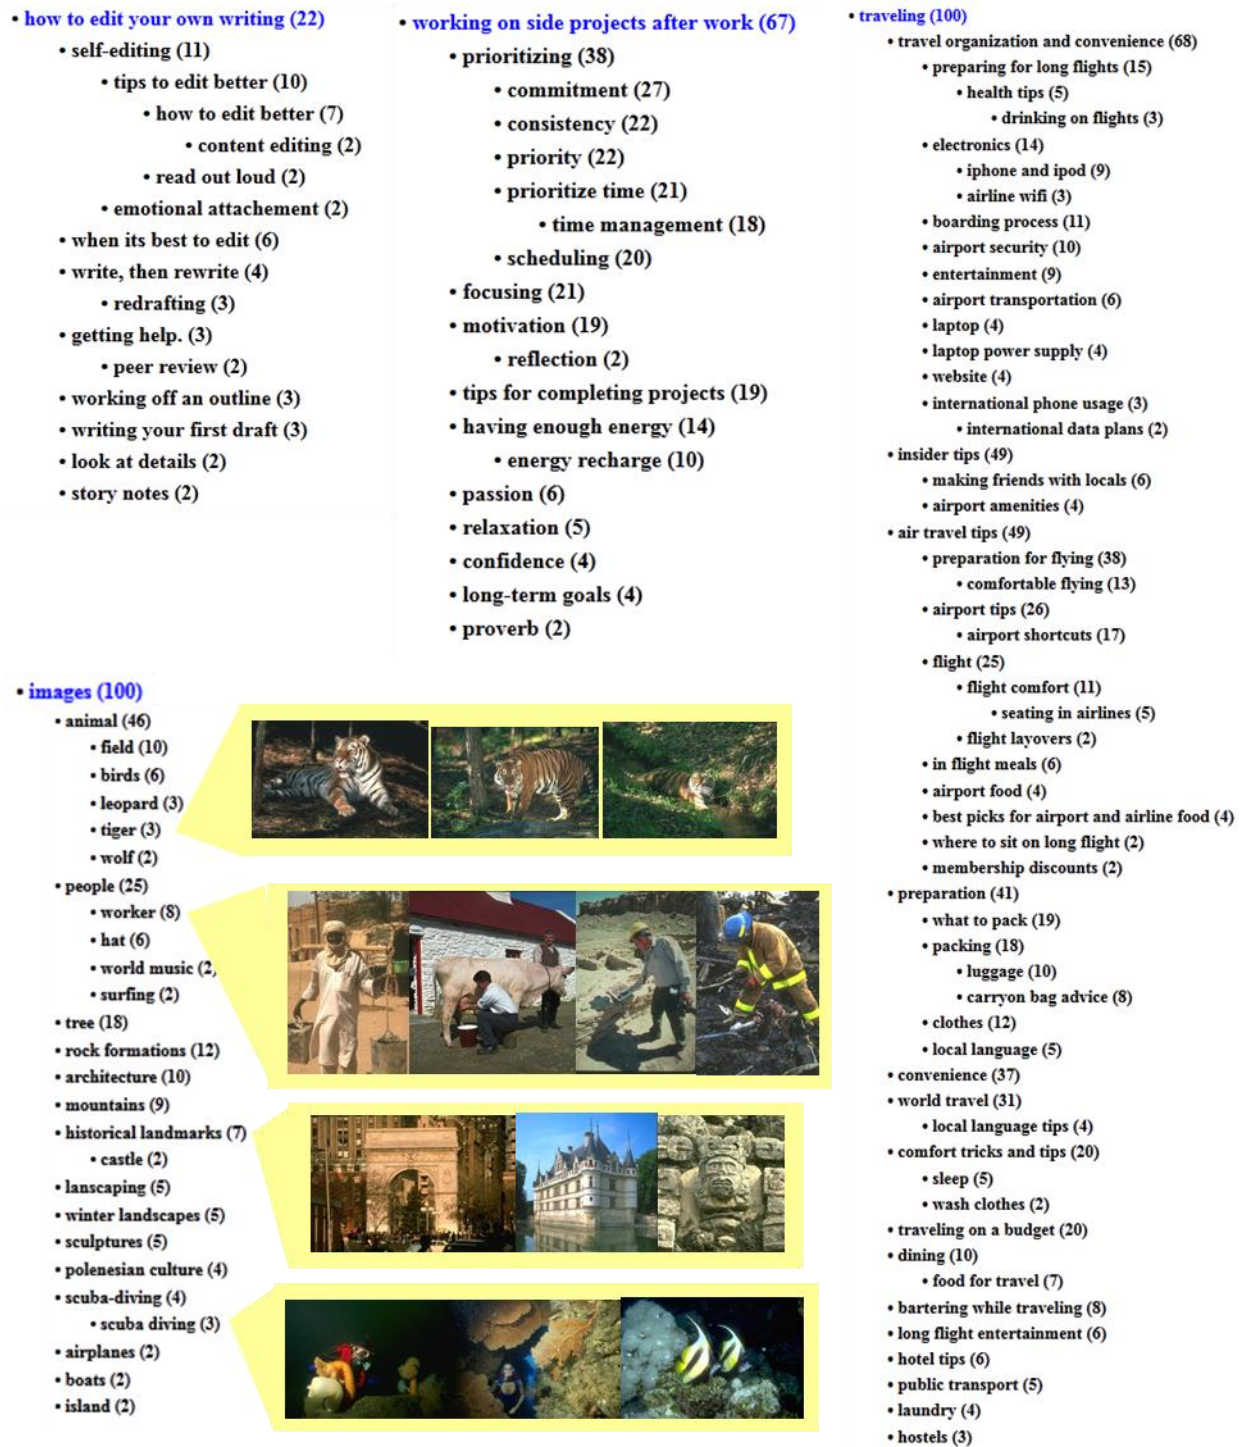 • how to edit your own writing (22)
• self-editing (11)
• tips to edit better (10)
• how to edit better (7)
• content editing (2)
• read out loud (2)
• emotional attachement (2)
• when its best to edit (6)
• write, then rewrite (4)
• redrafting (3)
• getting help. (3)
• peer review (2)
• working off an outline (3)
• writing your first draft (3)
• look at details (2)
• story notes (2)
• working on side projects after work (67)
• prioritizing (38)
• commitment (27)
• consistency (22)
• priority (22)
• prioritize time (21)
• time management (18)
• scheduling (20)
• focusing (21)
• motivation (19)
• reflection (2)
• tips for completing projects (19)
• having enough energy (14)
• energy recharge (10)
• passion (6)
• relaxation (5)
• confidence (4)
• long-term goals (4)
• proverb (2)
• images (100)
• animal (46)
• field (10)
• birds (6)
• leopard (3)
• tiger (3)
• wolf (2)
• people (25)
• worker (8)
• hat (6)
• world music (2)
• surfing (2)
• tree (18)
• rock formations (12)
• architecture (10)
• mountains (9)
• historical landmarks (7)
• castle (2)
• lanscaping (5)
• winter landscapes (5)
• sculptures (5)
• polenesian culture (4)
• scuba-diving (4)
• scuba diving (3)
• airplanes (2)
• boats (2)
• island (2)
• traveling (100)
• travel organization and convenience (68)
• preparing for long flights (15)
• health tips (5)
• drinking on flights (3)
• electronics (14)
• iphone and ipod (9)
• airline wifi (3)
• boarding process (11)
• airport security (10)
• entertainment (9)
• airport transportation (6)
• laptop (4)
• laptop power supply (4)
• website (4)
• international phone usage (3)
• international data plans (2)
• insider tips (49)
• making friends with locals (6)
• airport amenities (4)
• air travel tips (49)
• preparation for flying (38)
• comfortable flying (13)
• airport tips (26)
• airport shortcuts (17)
• flight (25)
• flight comfort (11)
• seating in airlines (5)
• flight layovers (2)
• in flight meals (6)
• airport food (4)
• best picks for airport and airline food (4)
• where to sit on long flight (2)
• membership discounts (2)
• preparation (41)
• what to pack (19)
• packing (18)
• luggage (10)
• carryon bag advice (8)
• clothes (12)
• local language (5)
• convenience (37)
• world travel (31)
• local language tips (4)
• comfort tricks and tips (20)
• sleep (5)
• wash clothes (2)
• traveling on a budget (20)
• dining (10)
• food for travel (7)
• bartering while traveling (8)
• long flight entertainment (6)
• hotel tips (6)
• public transport (5)
• laundry (4)
• hostels (3)